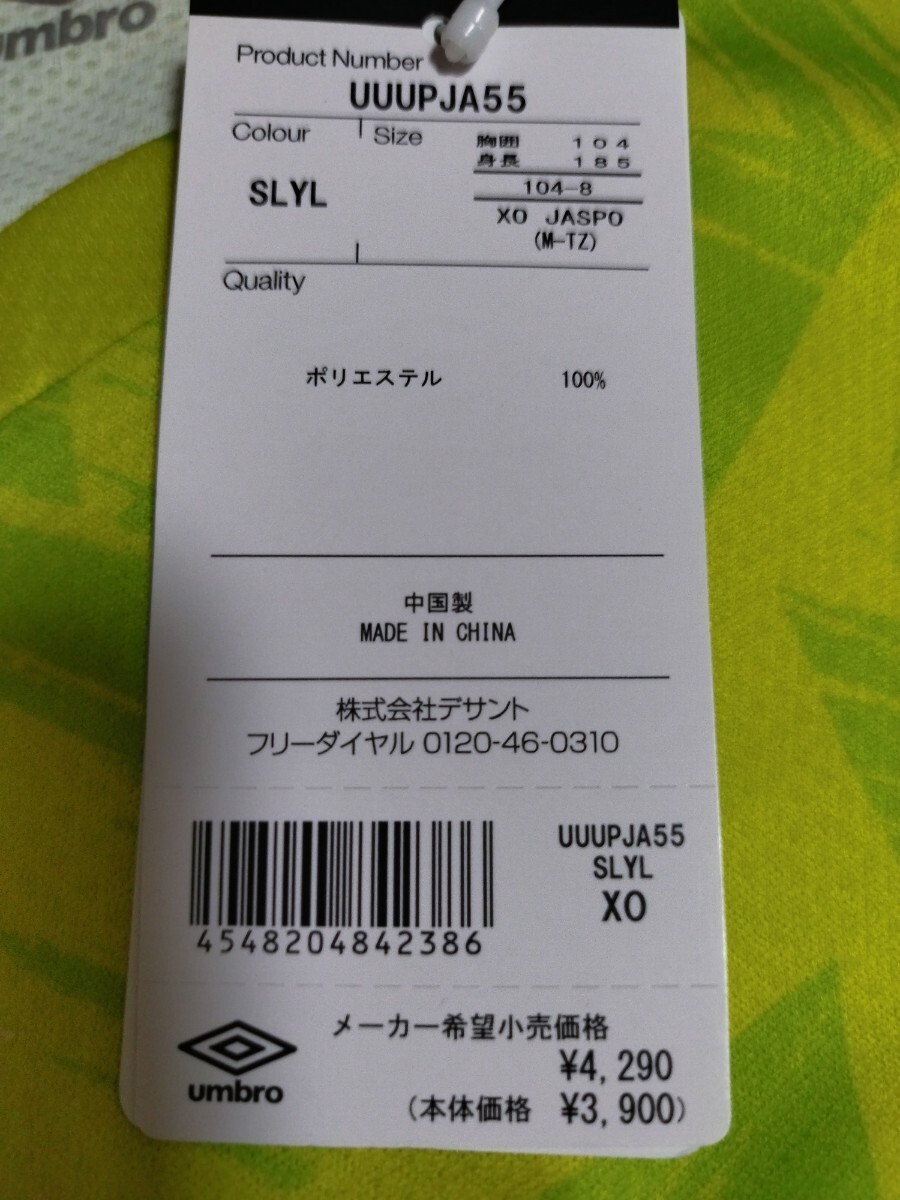 umbro
Product Number
UUUPJA55
Colour
Size
胸囲 104
身長 185
SLYL
104-8
XO JASPO
(M-TZ)
Quality
ポリエステル 100%
中国製
MADE IN CHINA
株式会社デサント
フリーダイヤル 0120-46-0310
4548204842386
UUUPJA55
SLYL
XO
umbro
メーカー希望小売価格
¥4,290
(本体価格 ¥3,900)